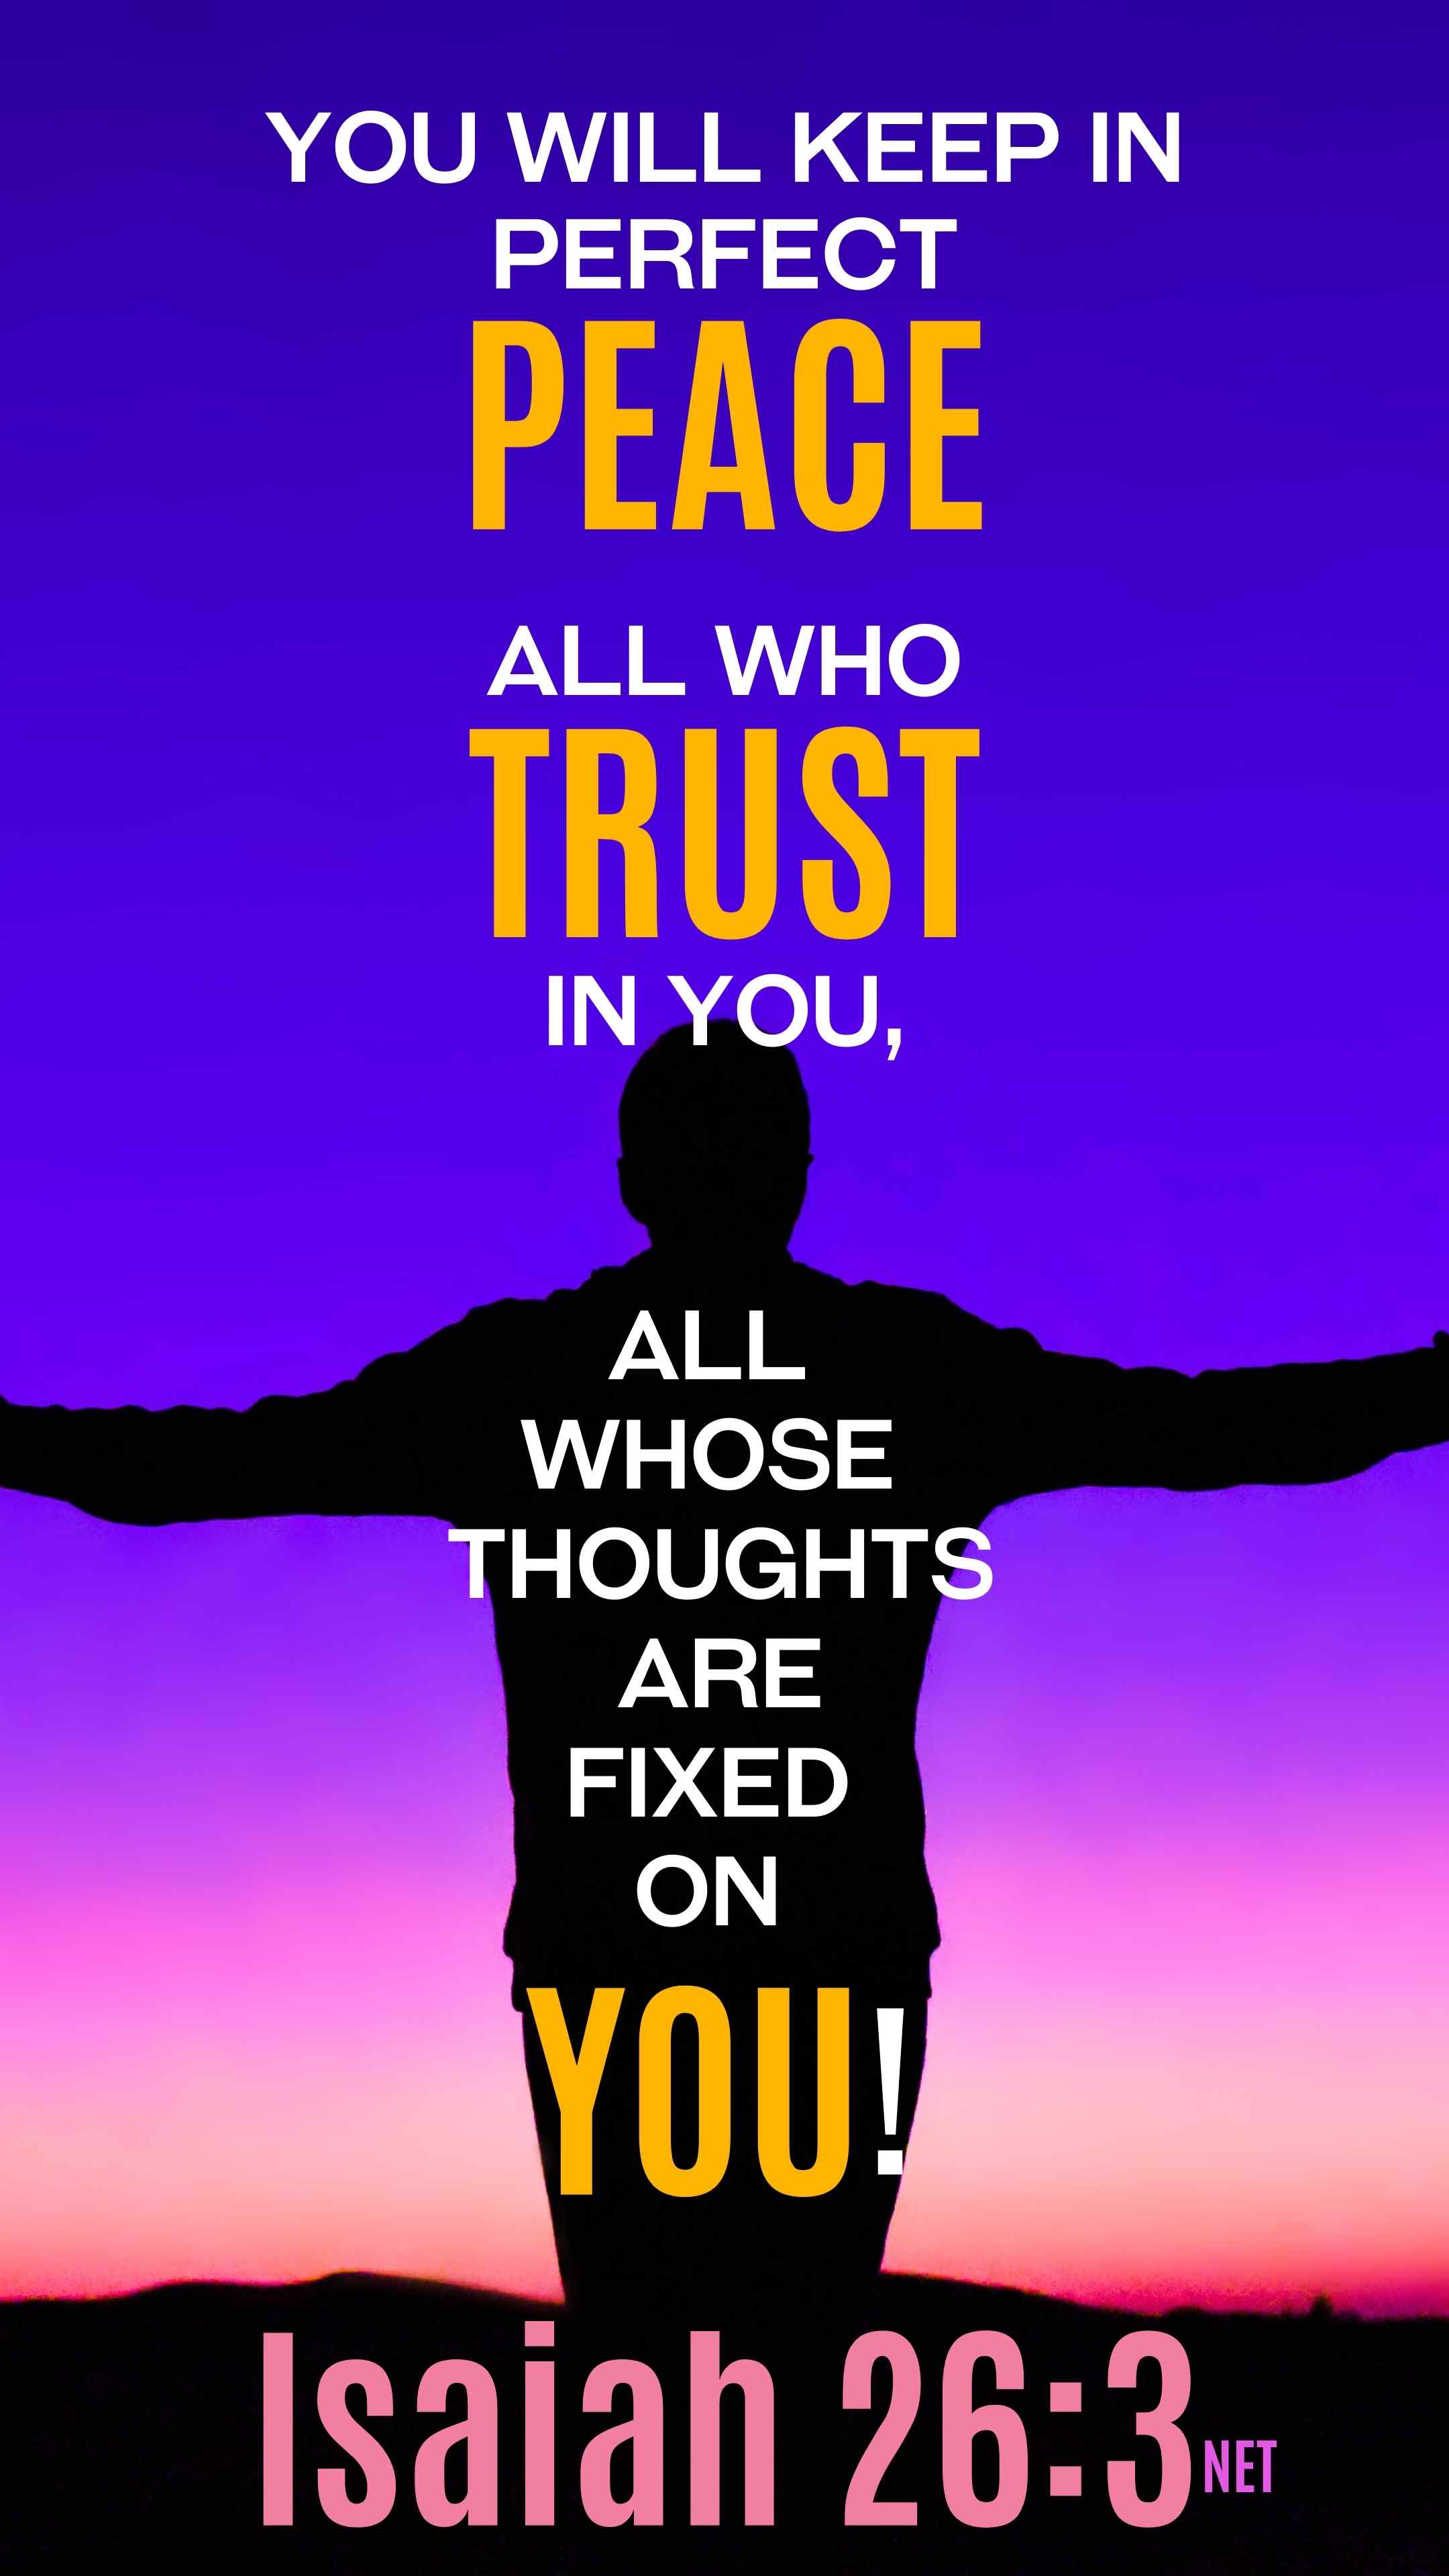 YOU WILL KEEP IN
PERFECT
PEACE
ALL WHO
TRUST
IN YOU,
ALL
WHOSE
THOUGHTS
ARE
FIXED
ON
YOU!
Isaiah 26:3 NET